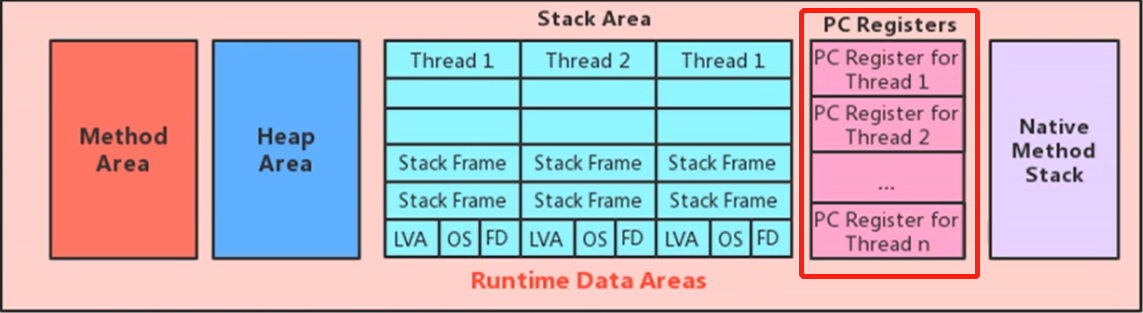 Stack Area
PC Registers
Method
Area
Heap
Area
Thread 1 Thread 2 Thread 1
Stack Frame Stack Frame Stack Frame
Stack Frame Stack Frame Stack Frame
LVA OS FD LVA OS FD LVA OS FD
PC Register for
Thread 1
PC Register for
Thread 2
...
PC Register for
Thread n
Native
Method
Stack
Runtime Data Areas